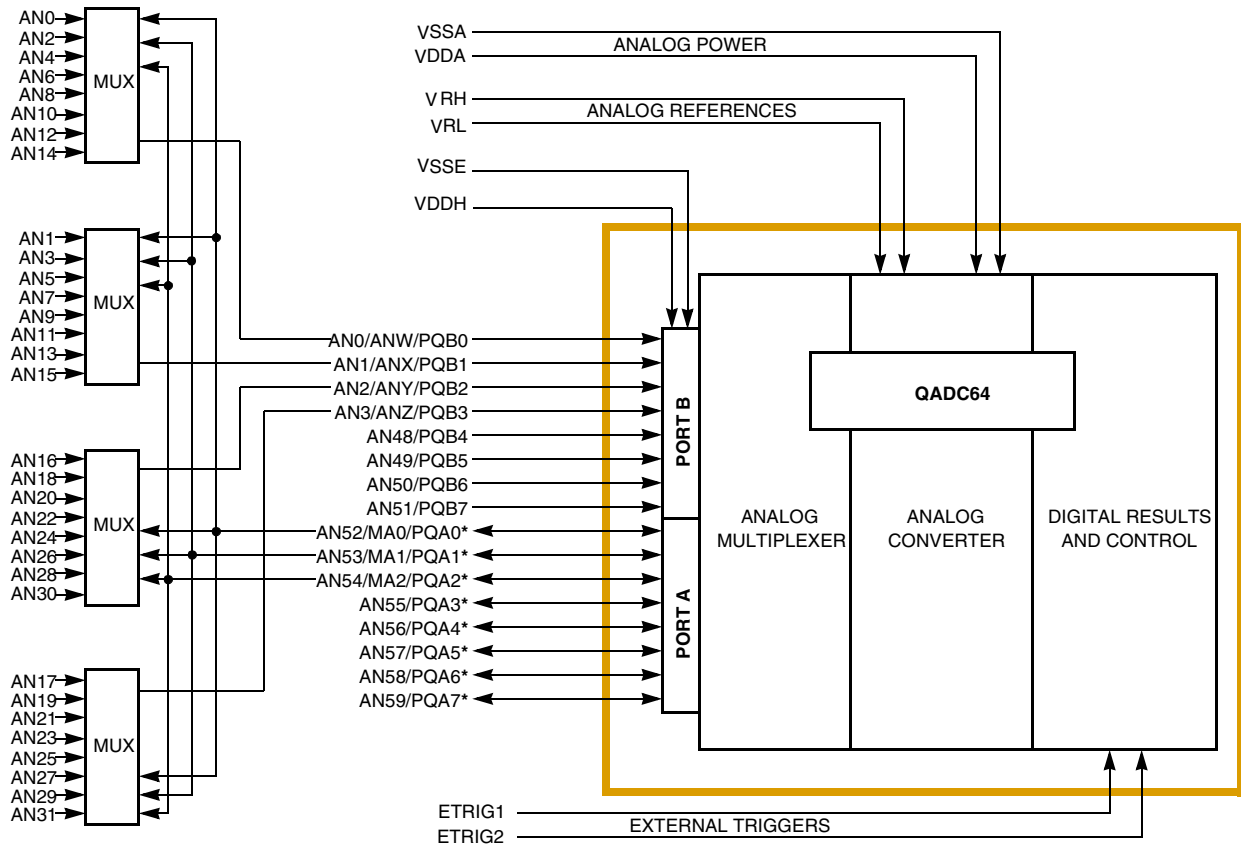 AN0
AN2
AN4
AN6
AN8
AN10
AN12
AN14
MUX
AN1
AN3
AN5
AN7
AN9
AN11
AN13
AN15
MUX
AN16
AN18
AN20
AN22
AN24
AN26
AN28
AN30
MUX
AN17
AN19
AN21
AN23
AN25
AN27
AN29
AN31
MUX
VSSA
ANALOG POWER
VDDA
VRH
ANALOG REFERENCES
VRL
VSSE
VDDH
AN0/ANW/PQB0
AN1/ANX/PQB1
AN2/ANY/PQB2
AN3/ANZ/PQB3
AN48/PQB4
AN49/PQB5
AN50/PQB6
AN51/PQB7
AN52/MA0/PQA0*
AN53/MA1/PQA1*
AN54/MA2/PQA2*
AN55/PQA3*
AN56/PQA4*
AN57/PQA5*
AN58/PQA6*
AN59/PQA7*
PORT B
PORT A
QADC64
ANALOG
MULTIPLEXER
ANALOG
CONVERTER
DIGITAL RESULTS
AND CONTROL
ETRIG1
EXTERNAL TRIGGERS
ETRIG2